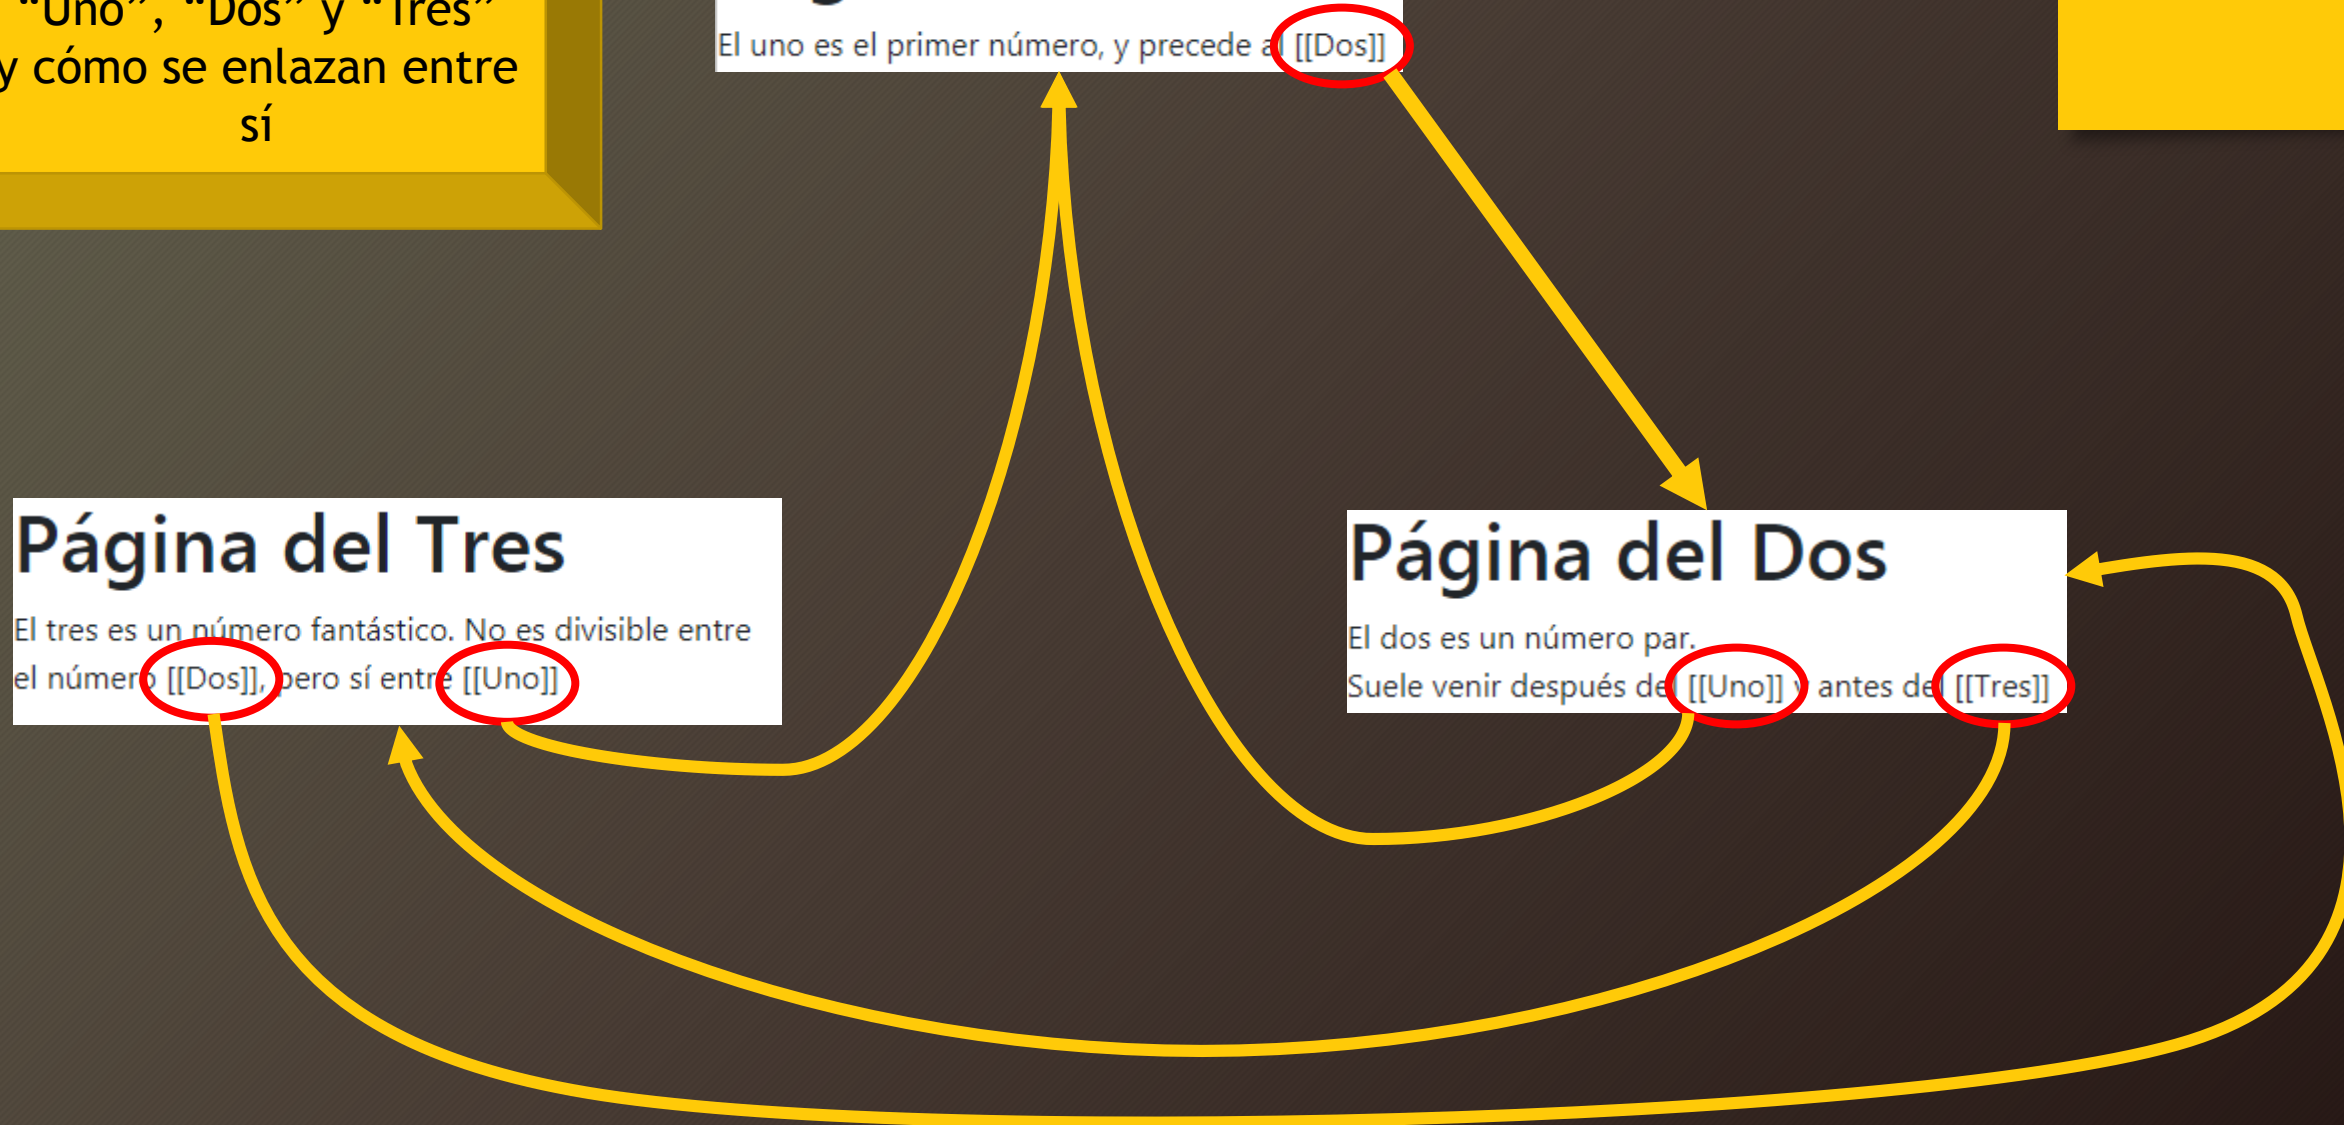 “Uno”, “Dos” y “Tres”
y cómo se enlazan entre
sí
El uno es el primer número, y precede al [[Dos]]
Página del Tres
El tres es un número fantástico. No es divisible entre
el número [[Dos]], pero sí entre [[Uno]]
Página del Dos
El dos es un número par.
Suele venir después del [[Uno]] y antes del [[Tres]]